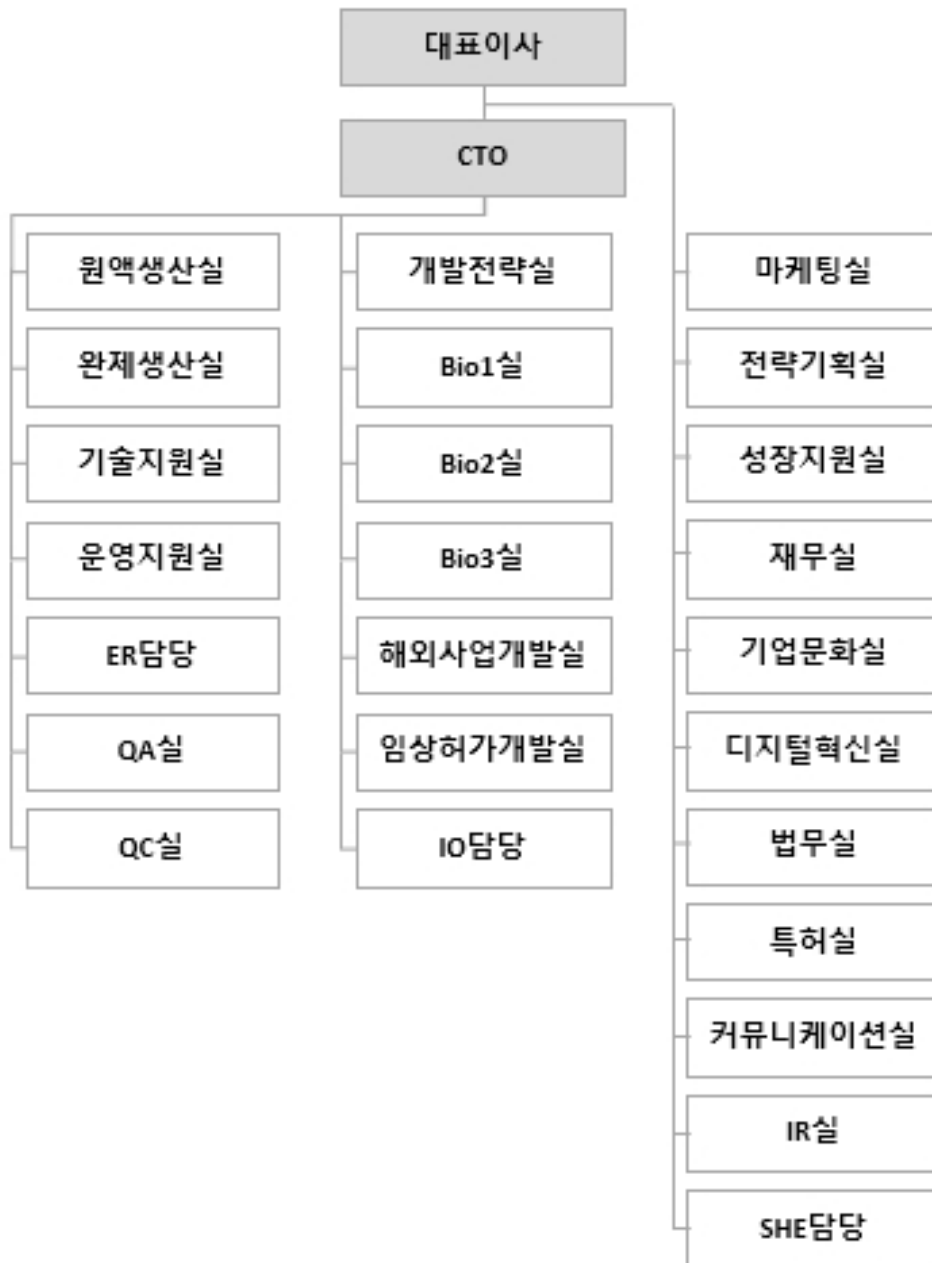 대표이사
CTO
원액생산실
완제생산실
기술지원실
운영지원실
ER담당
QA실
QC실
개발전략실
Bio1실
Bio2실
Bio3실
해외사업개발실
임상허가개발실
IO담당
마케팅실
전략기획실
성장지원실
재무실
기업문화실
디지털혁신실
법무실
특허실
커뮤니케이션실
IR실
SHE담당